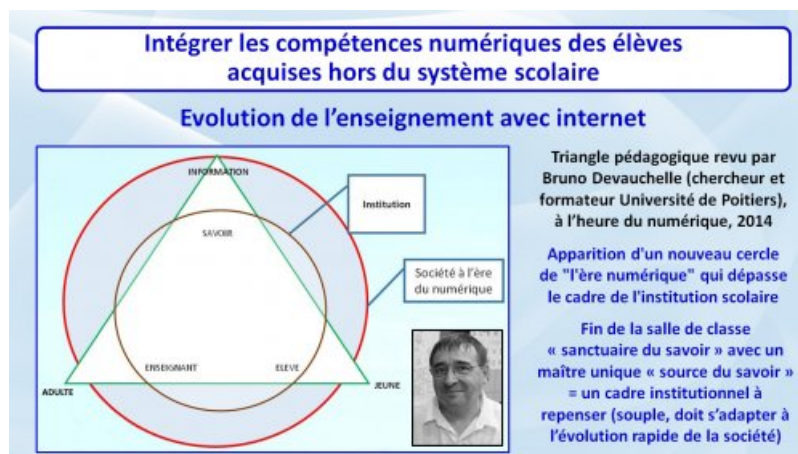 Intégrer les compétences numériques des élèves
acquises hors du système scolaire
Evolution de l'enseignement avec internet
INFORMATION
Institution
SAVOIR
Société à l'ère
du numérique
ENSEIGNANT
ELEVE
ADULTE
JEUNE
Triangle pédagogique revu par
Bruno Devauchelle (chercheur et
formateur Université de Poitiers),
à l'heure du numérique, 2014
Apparition d'un nouveau cercle
de "l'ère numérique" qui dépasse
le cadre de l'institution scolaire
Fin de la salle de classe
« sanctuaire du savoir » avec un
maître unique « source du savoir »
= un cadre institutionnel à
repenser (souple, doit s'adapter à
l'évolution rapide de la société)